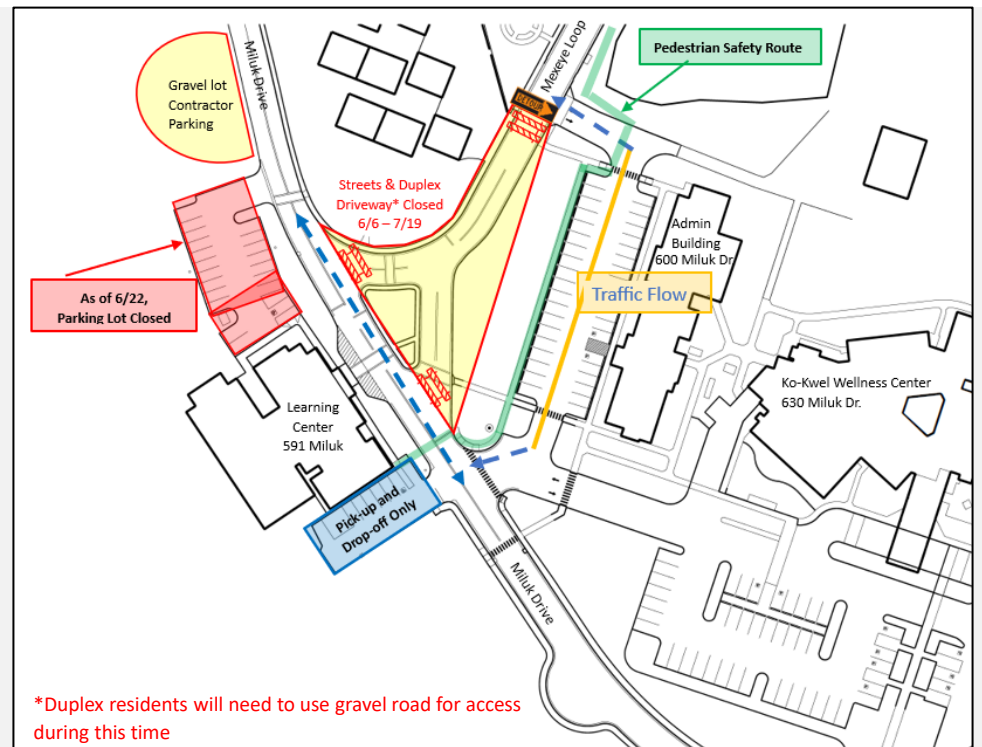 Miluk Drive
Mexeye Loop
Pedestrian Safety Route
Gravel lot
Contractor
Parking
DETOUR
Streets & Duplex
Driveway* Closed
6/6 – 7/19
Admin
Building
600 Miluk Dr
Traffic Flow
As of 6/22,
Parking Lot Closed
Ko-Kwel Wellness Center
630 Miluk Dr.
Learning
Center
591 Miluk
Pick-up and
Drop-off Only
Miluk Drive
*Duplex residents will need to use gravel road for access
during this time